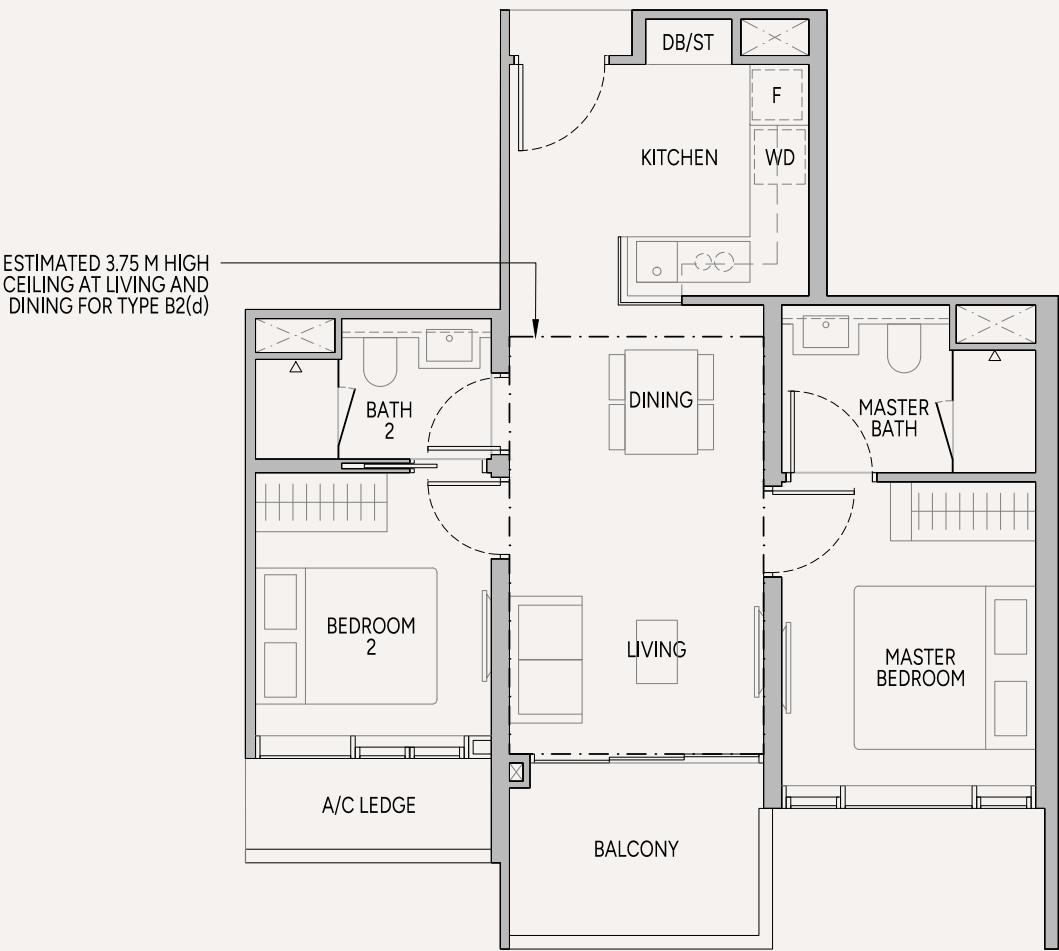 DB/ST
F
KITCHEN
WD
ESTIMATED 3.75 M HIGH
CEILING AT LIVING AND
DINING FOR TYPE B2(d)
DINING
BATH
2
MASTER
BATH
BEDROOM
2
LIVING
MASTER
BEDROOM
A/C LEDGE
BALCONY